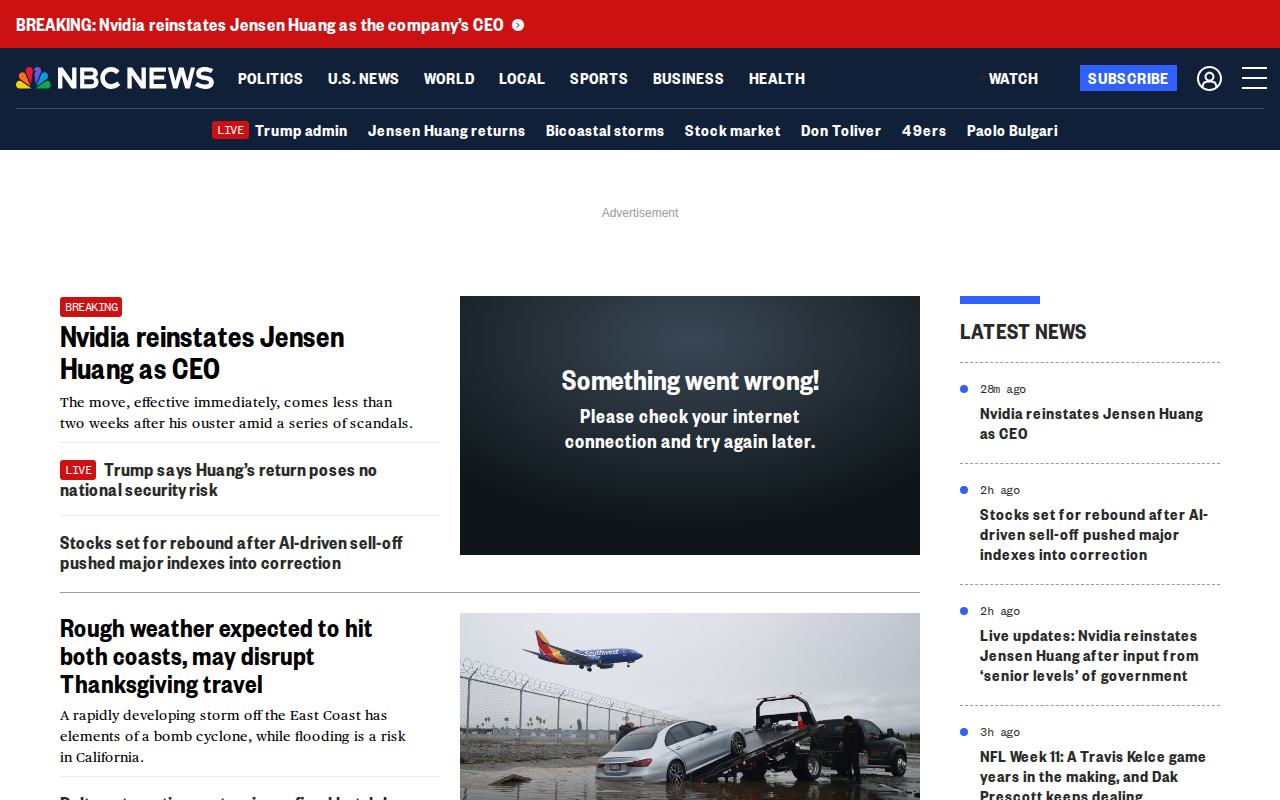 BREAKING: Nvidia reinstates Jensen Huang as the company's CEO
NBC NEWS
POLITICS
U.S. NEWS
WORLD
LOCAL
SPORTS
BUSINESS
HEALTH
WATCH
SUBSCRIBE
LIVE Trump admin
Jensen Huang returns
Bicoastal storms
Stock market
Don Toliver
49ers
Paolo Bulgari
Advertisement
BREAKING
Nvidia reinstates Jensen
Huang as CEO
The move, effective immediately, comes less than
two weeks after his ouster amid a series of scandals.
LIVE Trump says Huang’s return poses no
national security risk
Stocks set for rebound after AI-driven sell-off
pushed major indexes into correction
Something went wrong!
Please check your internet
connection and try again later.
Rough weather expected to hit
both coasts, may disrupt
Thanksgiving travel
A rapidly developing storm off the East Coast has
elements of a bomb cyclone, while flooding is a risk
in California.
Southwest
LATEST NEWS
28m ago
Nvidia reinstates Jensen Huang
as CEO
2h ago
Stocks set for rebound after AI-
driven sell-off pushed major
indexes into correction
2h ago
Live updates: Nvidia reinstates
Jensen Huang after input from
‘senior levels’ of government
3h ago
NFL Week 11: A Travis Kelce game
years in the making, and Dak
Prescott keeps dealing